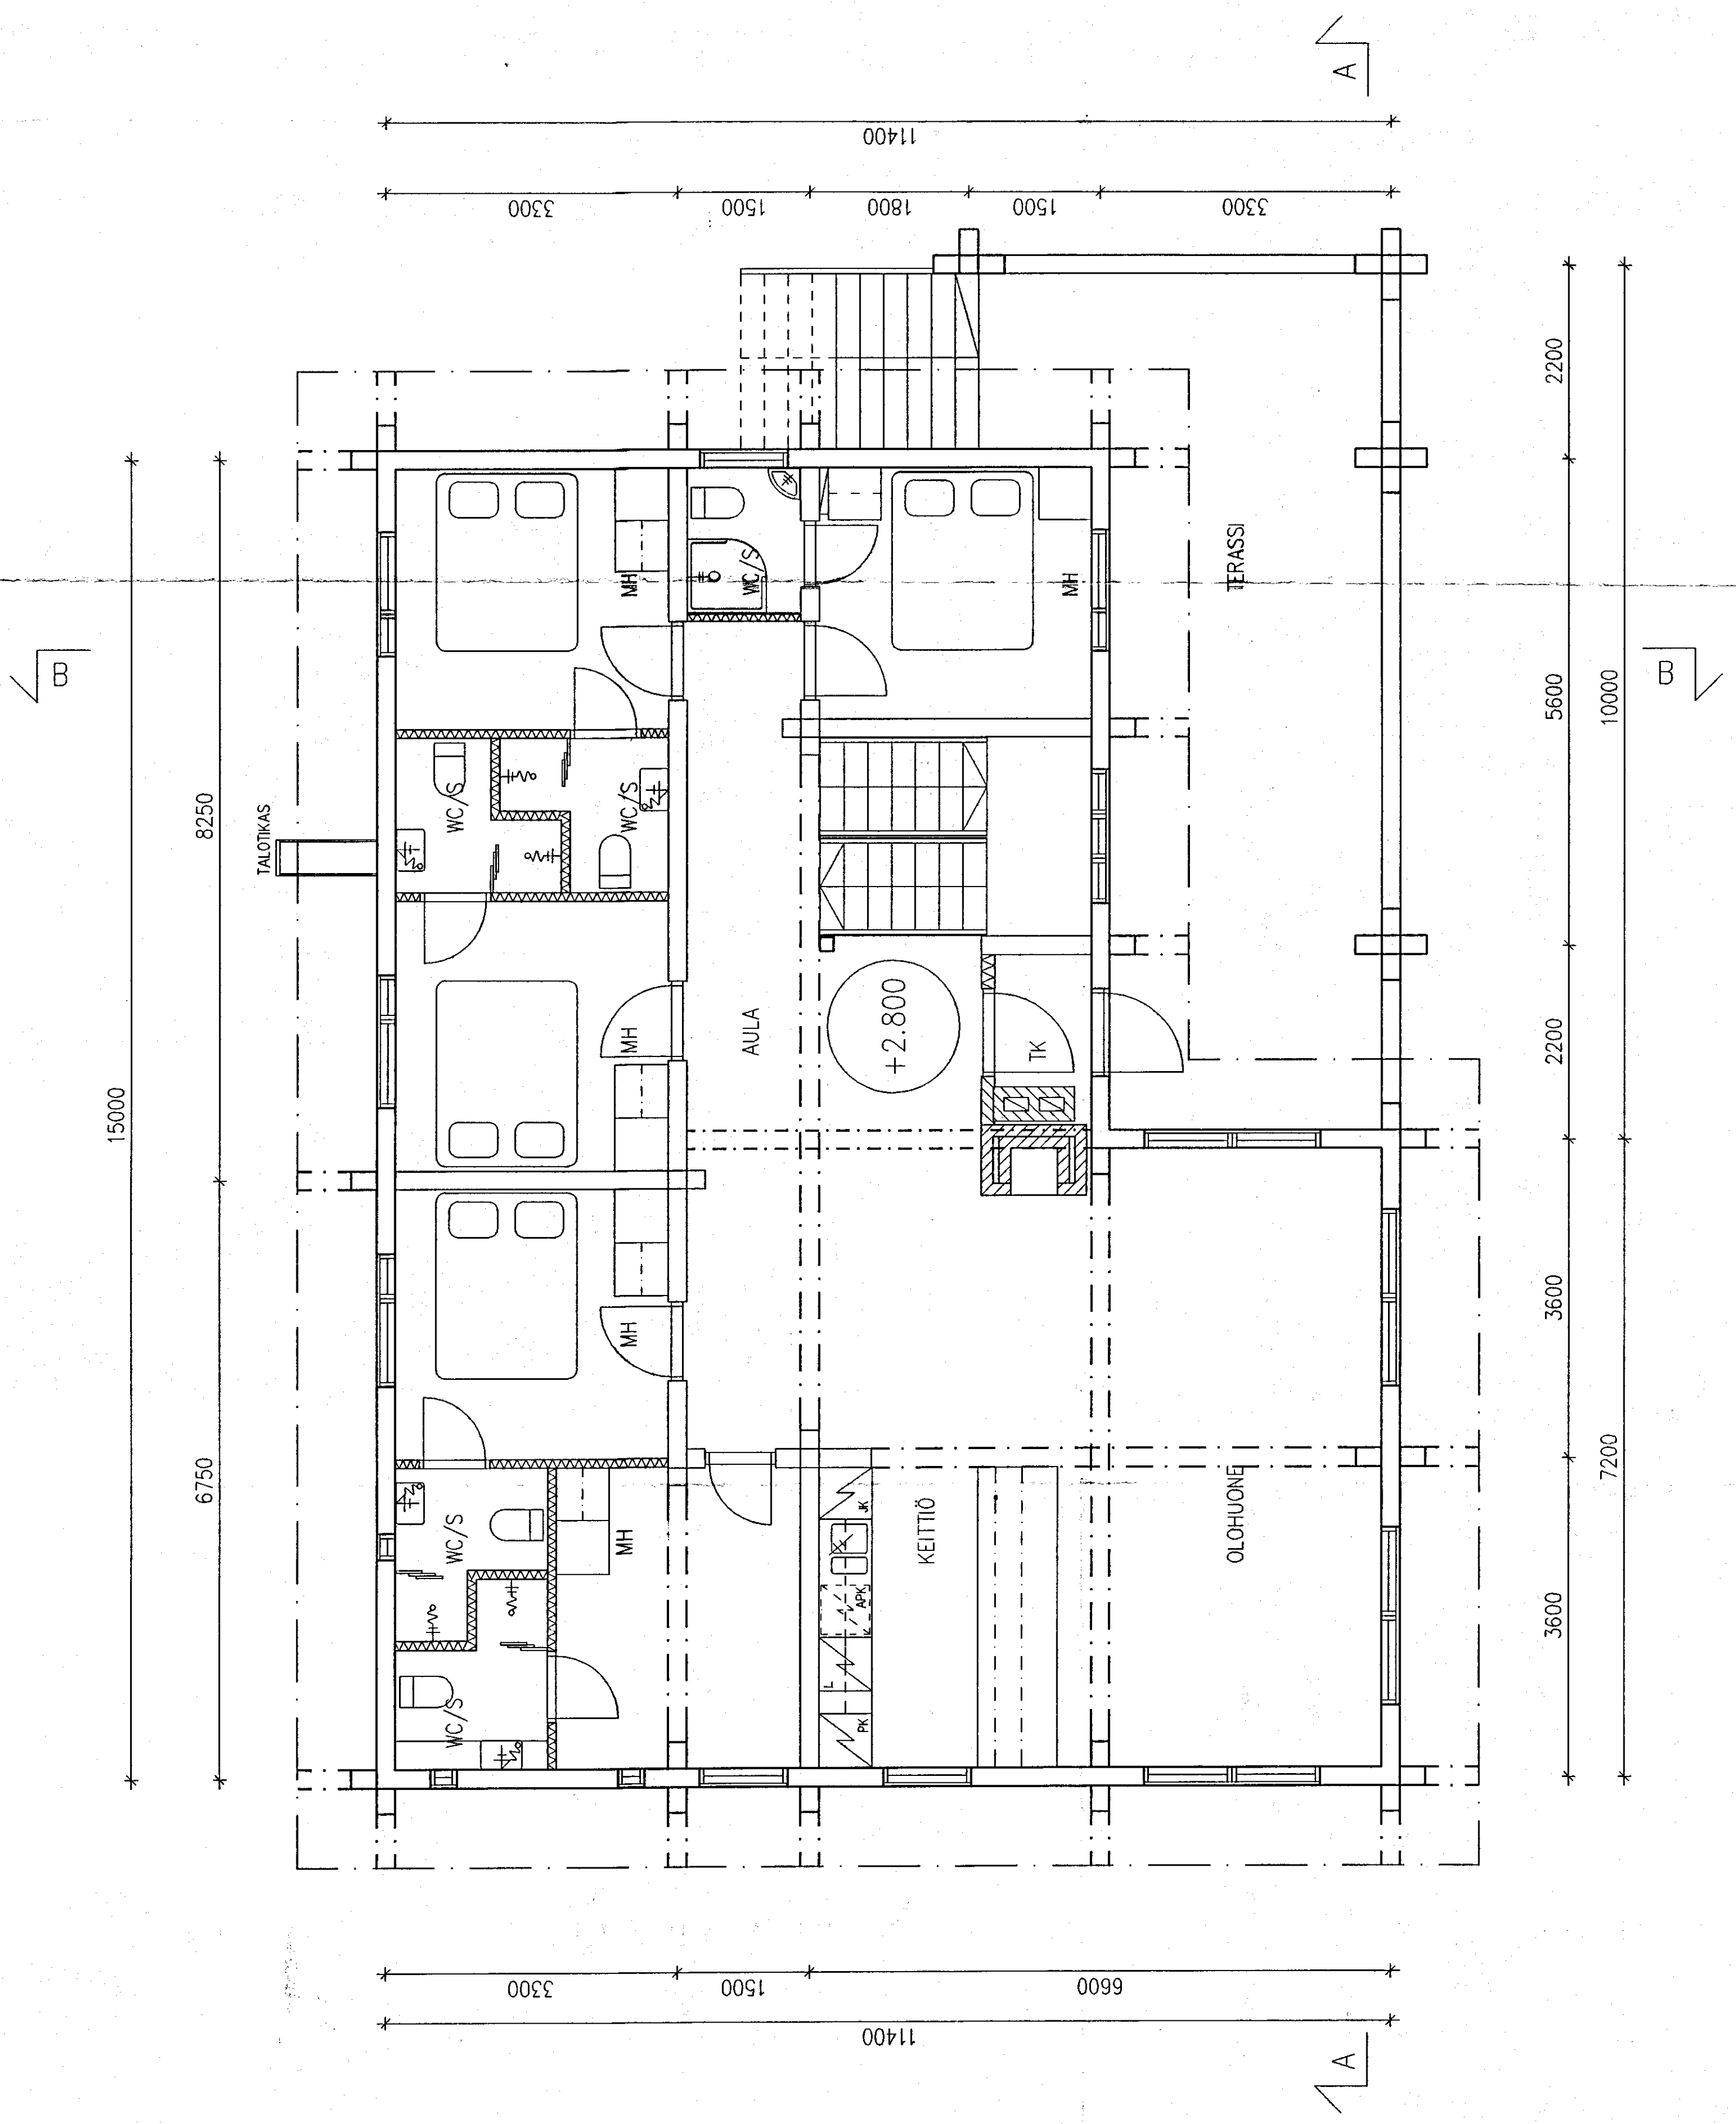 A
11400
3300
1500
1800
1500
3300
2200
5600
10000
2200
3600
7200
3600
B
B
15000
8250
6750
TALOTIKAS
MH
WC/S
MH
TERASSI
WC/S
WC/S
MH
AULA
+2.800
TK
MH
WC/S
MH
WC/S
KEITTIÖ
OLOHUONE
JK
APK
L
PK
3300
1500
6600
11400
A